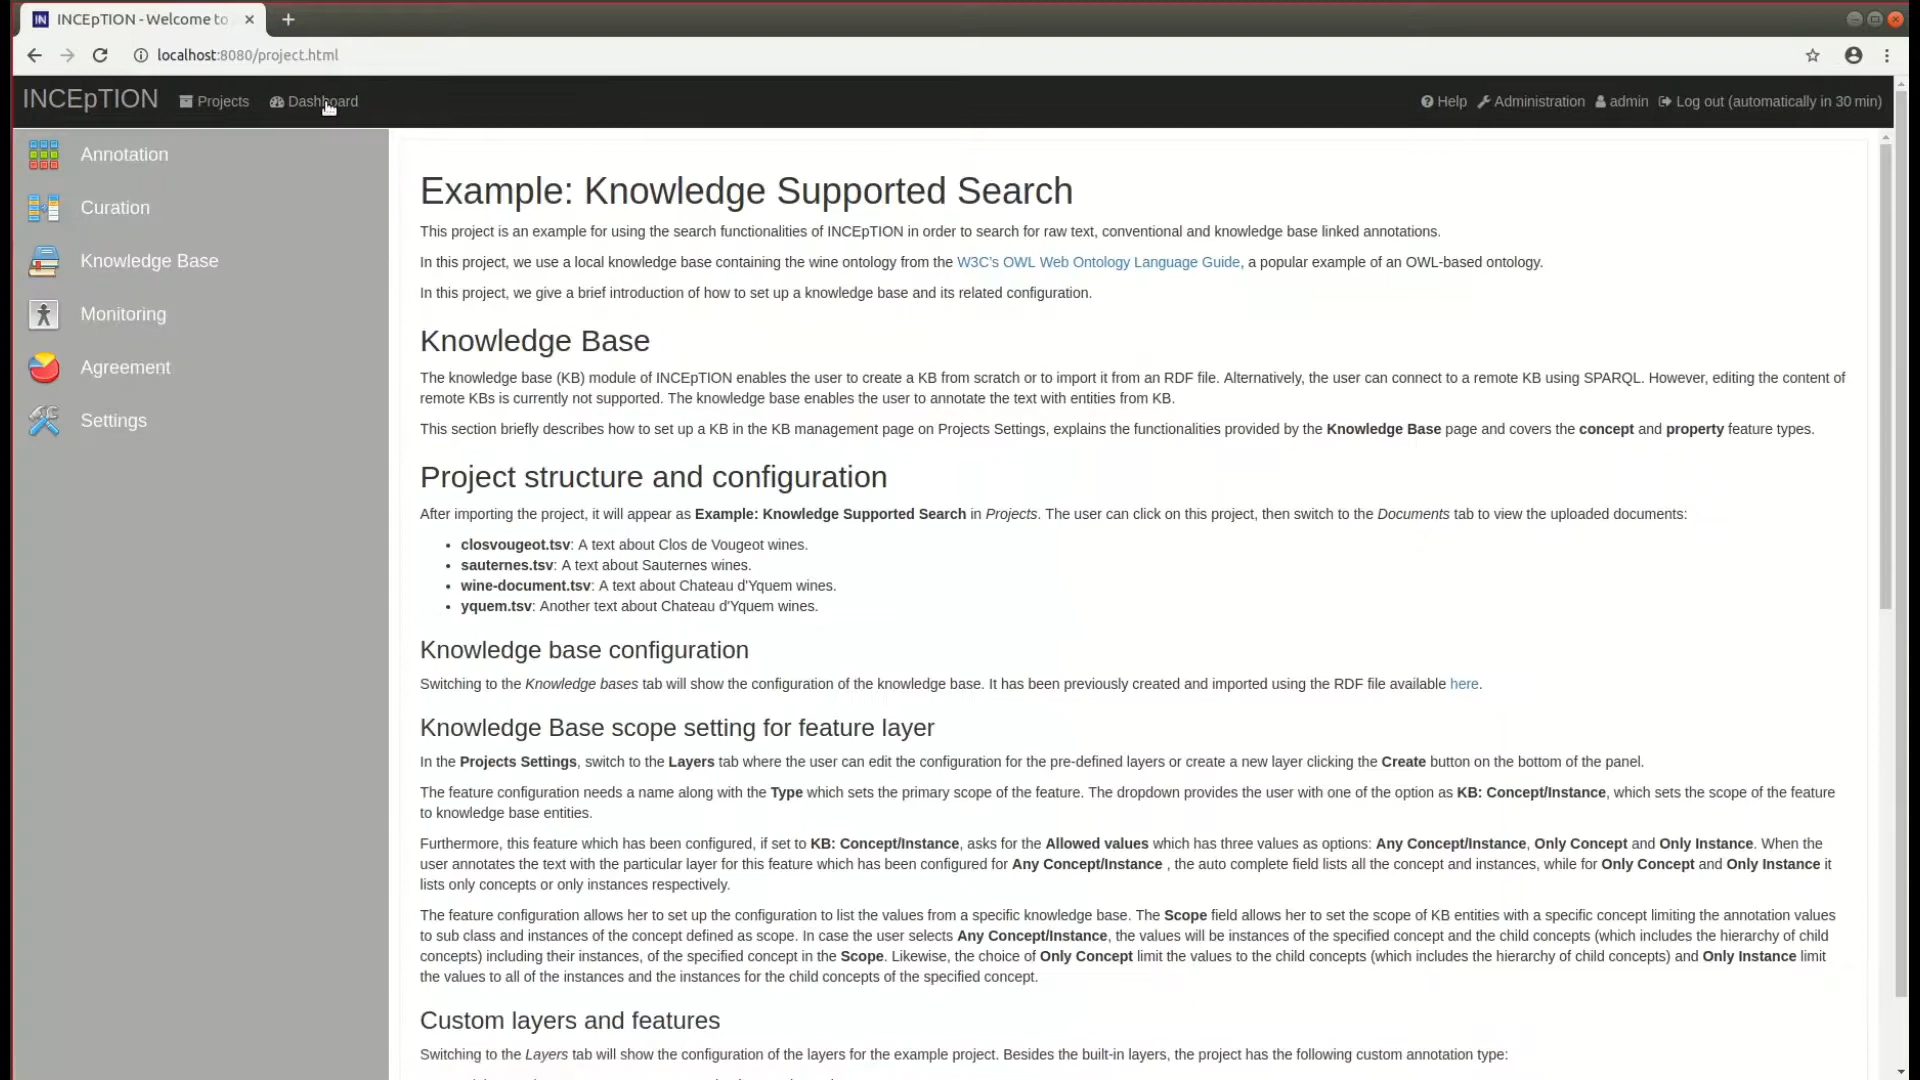 INCEpTION - Welcome to
localhost:8080/project.html
INCEpTION Projects Dashboard Help Administration admin Log out (automatically in 30 min)
Annotation
Curation
Knowledge Base
Monitoring
Agreement
Settings
Example: Knowledge Supported Search
This project is an example for using the search functionalities of INCEpTION in order to search for raw text, conventional and knowledge base linked annotations.
In this project, we use a local knowledge base containing the wine ontology from the W3C's OWL Web Ontology Language Guide, a popular example of an OWL-based ontology.
In this project, we give a brief introduction of how to set up a knowledge base and its related configuration.
Knowledge Base
The knowledge base (KB) module of INCEpTION enables the user to create a KB from scratch or to import it from an RDF file. Alternatively, the user can connect to a remote KB using SPARQL. However, editing the content of
remote KBs is currently not supported. The knowledge base enables the user to annotate the text with entities from KB.
This section briefly describes how to set up a KB in the KB management page on Projects Settings, explains the functionalities provided by the Knowledge Base page and covers the concept and property feature types.
Project structure and configuration
After importing the project, it will appear as Example: Knowledge Supported Search in Projects. The user can click on this project, then switch to the Documents tab to view the uploaded documents:
• closvougeot.tsv: A text about Clos de Vougeot wines.
• sauternes.tsv: A text about Sauternes wines.
• wine-document.tsv: A text about Chateau d'Yquem wines.
• yquem.tsv: Another text about Chateau d'Yquem wines.
Knowledge base configuration
Switching to the Knowledge bases tab will show the configuration of the knowledge base. It has been previously created and imported using the RDF file available here.
Knowledge Base scope setting for feature layer
In the Projects Settings, switch to the Layers tab where the user can edit the configuration for the pre-defined layers or create a new layer clicking the Create button on the bottom of the panel.
The feature configuration needs a name along with the Type which sets the primary scope of the feature. The dropdown provides the user with one of the option as KB: Concept/Instance, which sets the scope of the feature
to knowledge base entities.
Furthermore, this feature which has been configured, if set to KB: Concept/Instance, asks for the Allowed values which has three values as options: Any Concept/Instance, Only Concept and Only Instance. When the
user annotates the text with the particular layer for this feature which has been configured for Any Concept/Instance , the auto complete field lists all the concept and instances, while for Only Concept and Only Instance it
lists only concepts or only instances respectively.
The feature configuration allows her to set up the configuration to list the values from a specific knowledge base. The Scope field allows her to set the scope of KB entities with a specific concept limiting the annotation values
to sub class and instances of the concept defined as scope. In case the user selects Any Concept/Instance, the values will be instances of the specified concept and the child concepts (which includes the hierarchy of child
concepts) including their instances, of the specified concept in the Scope. Likewise, the choice of Only Concept limit the values to the child concepts (which includes the hierarchy of child concepts) and Only Instance limit
the values to all of the instances and the instances for the child concepts of the specified concept.
Custom layers and features
Switching to the Layers tab will show the configuration of the layers for the example project. Besides the built-in layers, the project has the following custom annotation type: